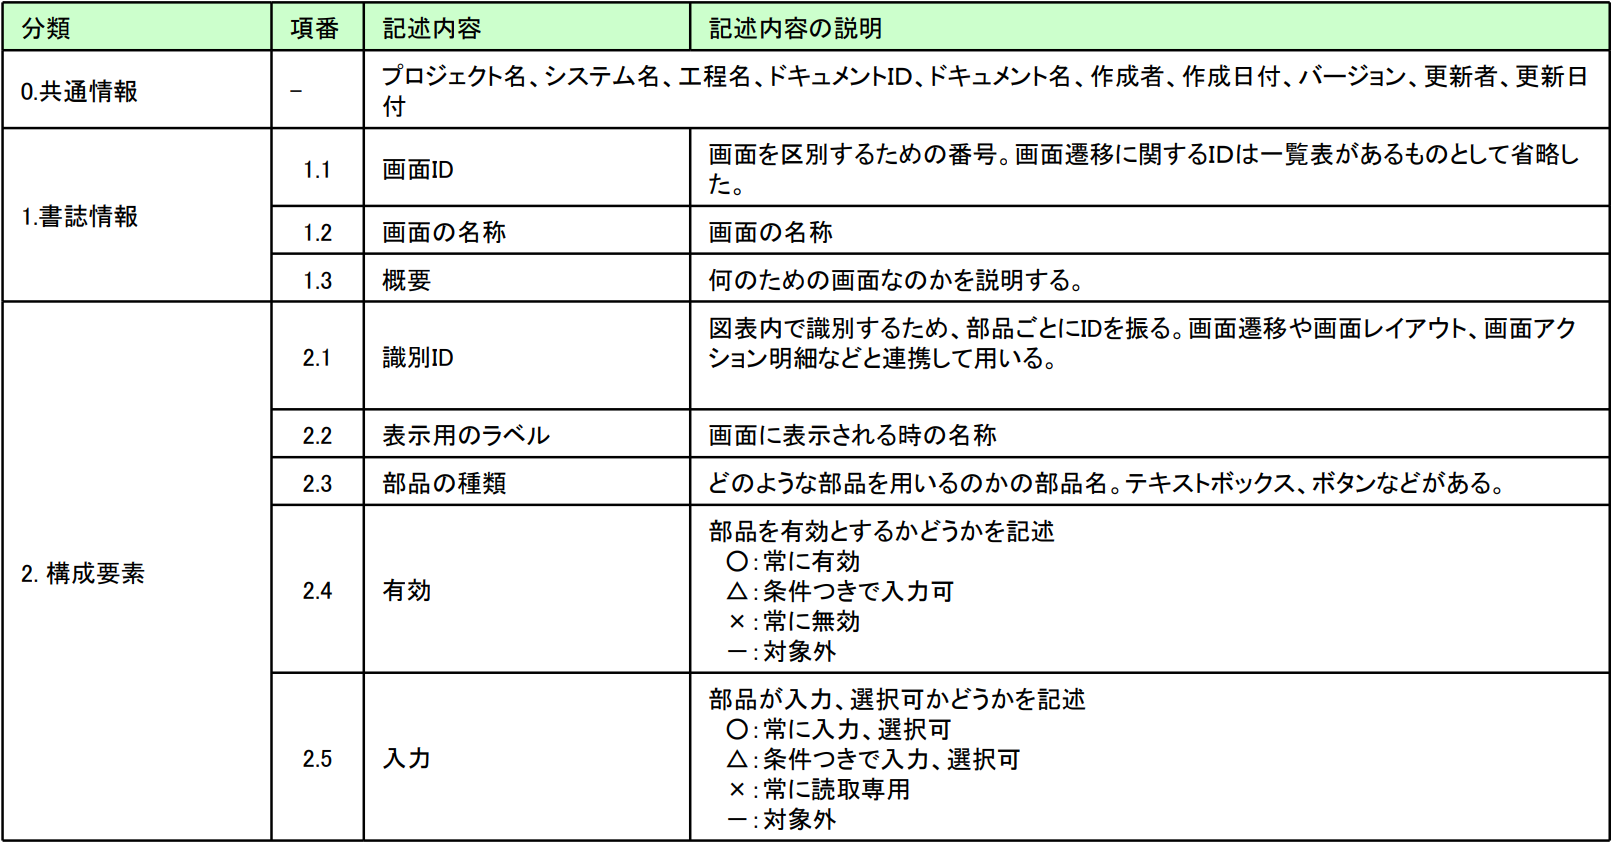 分類 項番 記述内容 記述内容の説明
0.共通情報 － プロジェクト名、システム名、工程名、ドキュメントID、ドキュメント名、作成者、作成日付、バージョン、更新者、更新日
付
1.書誌情報
1.1 画面ID 画面を区別するための番号。画面遷移に関するIDは一覧表があるものとして省略し
た。
1.2 画面の名称 画面の名称
1.3 概要 何のための画面なのかを説明する。
2. 構成要素
2.1 識別ID 図表内で識別するため、部品ごとにIDを振る。画面遷移や画面レイアウト、画面アク
ション明細などと連携して用いる。
2.2 表示用のラベル 画面に表示される時の名称
2.3 部品の種類 どのような部品を用いるのかの部品名。テキストボックス、ボタンなどがある。
2.4 有効 部品を有効とするかどうかを記述
○：常に有効
△：条件つきで入力可
×：常に無効
－：対象外
2.5 入力 部品が入力、選択可かどうかを記述
○：常に入力、選択可
△：条件つきで入力、選択可
×：常に読取専用
－：対象外